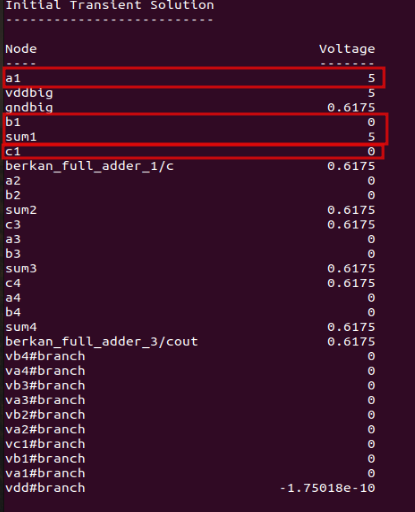 Initial Transient Solution
--------------------------
Node Voltage
---- -------
a1 5
vddbig 5
gndbig 0.6175
b1 0
sum1 5
c1 0
berkan_full_adder_1/c 0.6175
a2 0
b2 0
sum2 0.6175
c3 0.6175
a3 0
b3 0
sum3 0.6175
c4 0.6175
a4 0
b4 0
sum4 0.6175
berkan_full_adder_3/cout 0.6175
vb4#branch 0
va4#branch 0
vb3#branch 0
va3#branch 0
vb2#branch 0
va2#branch 0
vc1#branch 0
vb1#branch 0
va1#branch 0
vdd#branch -1.75018e-10